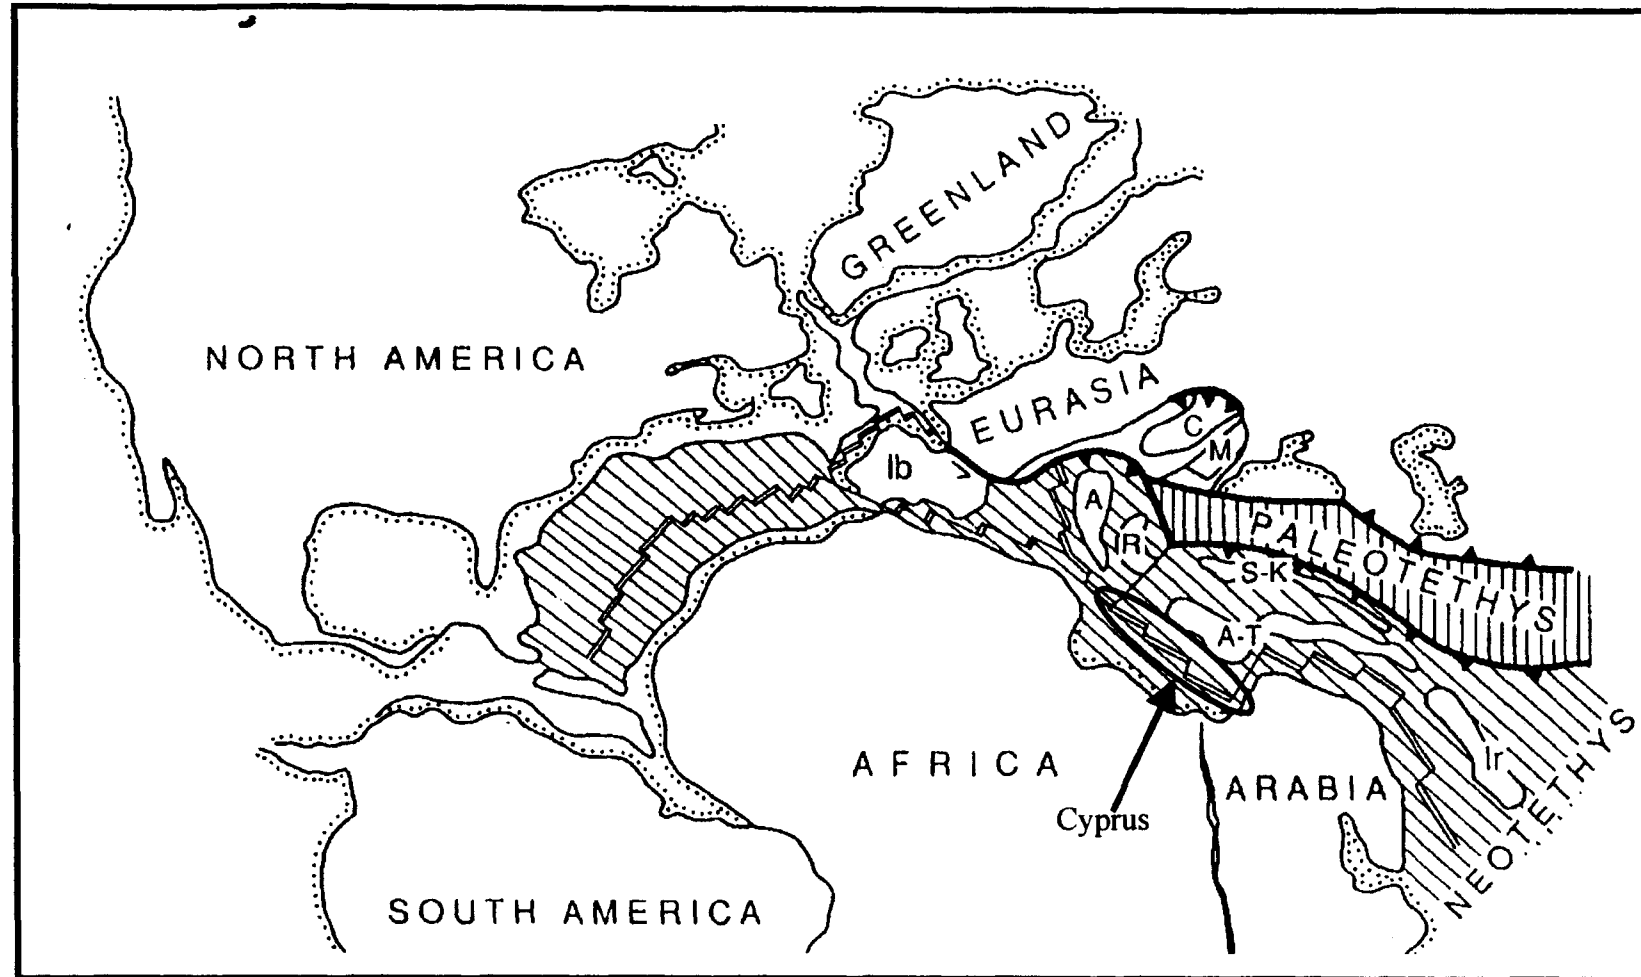 GREENLAND
NORTH AMERICA
EURASIA
C
M
Ib
A
R
PALEOTETHYS
S-K
A-T
Ir
NEOTETHYS
AFRICA
ARABIA
Cyprus
SOUTH AMERICA